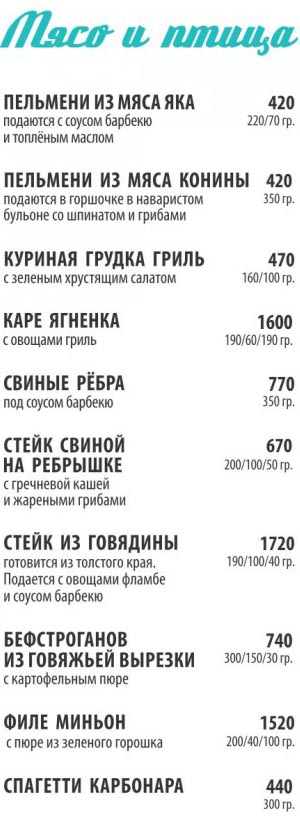 Мясо и птица
ПЕЛЬМЕНИ ИЗ МЯСА ЯКА 420
подаются с соусом барбекю 220/70 гр.
и топлёным маслом
ПЕЛЬМЕНИ ИЗ МЯСА КОНИНЫ 420
подаются в горшочке в наваристом 350 гр.
бульоне со шпинатом и грибами
КУРИНАЯ ГРУДКА ГРИЛЬ 470
с зеленым хрустящим салатом 160/100 гр.
КАРЕ ЯГНЕНКА 1600
с овощами гриль 190/60/190 гр.
СВИНЫЕ РЁБРА 770
под соусом барбекю 350 гр.
СТЕЙК СВИНОЙ 670
НА РЕБРЫШКЕ 200/100/50 гр.
с гречневой кашей
и жареными грибами
СТЕЙК ИЗ ГОВЯДИНЫ 1720
готовится из толстого края. 190/100/40 гр.
Подается с овощами фламбе
и соусом барбекю
БЕФСТРОГАНОВ 740
ИЗ ГОВЯЖЬЕЙ ВЫРЕЗКИ 300/150/30 гр.
с картофельным пюре
ФИЛЕ МИНЬОН 1520
с пюре из зеленого горошка 200/40/100 гр.
СПАГЕТТИ КАРБОНАРА 440
300 гр.